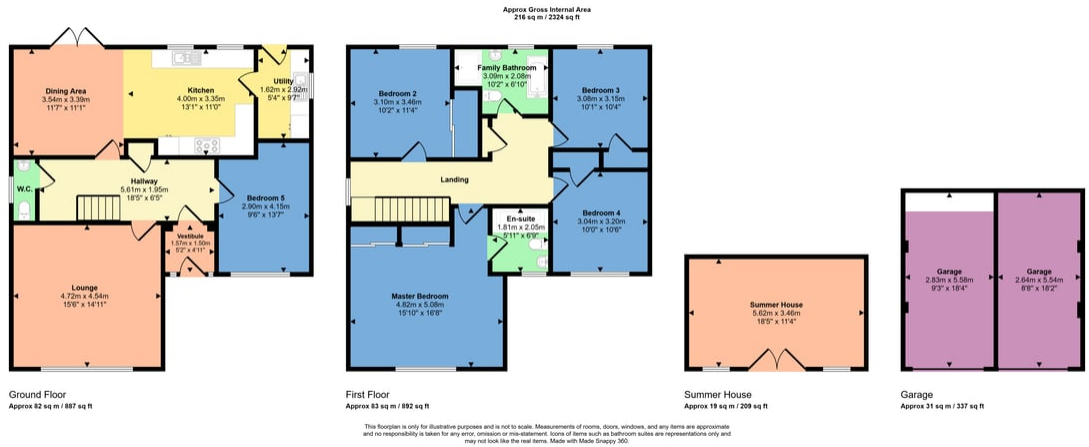 Approx Gross Internal Area
216 sq m / 2324 sq ft
Dining Area
3.54m x 3.39m
11'7" x 11'1"
Kitchen
4.00m x 3.35m
13'1" x 11'0"
Utility
1.62m x 2.92m
5'4" x 9'7"
W.C.
Hallway
5.61m x 1.95m
18'5" x 6'5"
Bedroom 5
2.90m x 4.15m
9'6" x 13'7"
Vestibule
1.57m x 1.50m
5'2" x 4'11"
Lounge
4.72m x 4.54m
15'6" x 14'11"
Ground Floor
Approx 82 sq m / 887 sq ft
Bedroom 2
3.10m x 3.46m
10'2" x 11'4"
Family Bathroom
3.09m x 2.08m
10'2" x 6'10"
Bedroom 3
3.08m x 3.15m
10'1" x 10'4"
Landing
En-suite
1.81m x 2.05m
5'11" x 6'9"
Bedroom 4
3.04m x 3.20m
10'0" x 10'6"
Master Bedroom
4.82m x 5.08m
15'10" x 16'8"
First Floor
Approx 83 sq m / 892 sq ft
Summer House
5.62m x 3.46m
18'5" x 11'4"
Summer House
Approx 19 sq m / 209 sq ft
Garage
2.83m x 5.58m
9'3" x 18'4"
Garage
2.64m x 5.54m
8'8" x 18'2"
Garage
Approx 31 sq m / 337 sq ft
This floorplan is only for illustrative purposes and is not to scale. Measurements of rooms, doors, windows, and any items are approximate
and no responsibility is taken for any error, omission or mis-statement. Icons of items such as bathroom suites are representations only and
may not look like the real items. Made with Made Snappy 360.